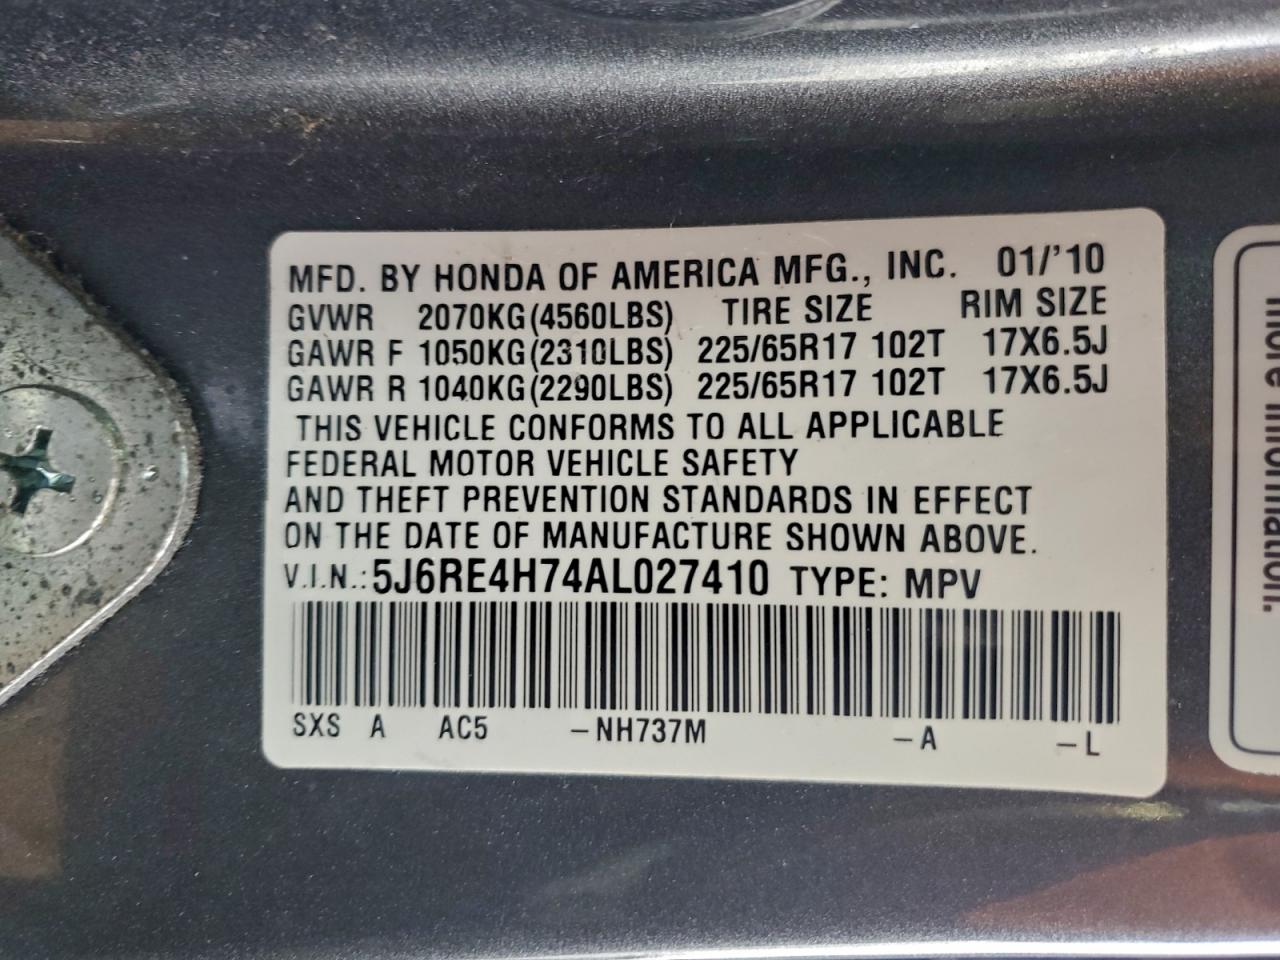 MFD. BY HONDA OF AMERICA MFG., INC. 01/'10
GVWR 2070KG(4560LBS) TIRE SIZE RIM SIZE
GAWR F 1050KG(2310LBS) 225/65R17 102T 17X6.5J
GAWR R 1040KG(2290LBS) 225/65R17 102T 17X6.5J
THIS VEHICLE CONFORMS TO ALL APPLICABLE
FEDERAL MOTOR VEHICLE SAFETY
AND THEFT PREVENTION STANDARDS IN EFFECT
ON THE DATE OF MANUFACTURE SHOWN ABOVE.
V.I.N.: 5J6RE4H74AL027410 TYPE: MPV
SXS A AC5 –NH737M –A –L
more information.